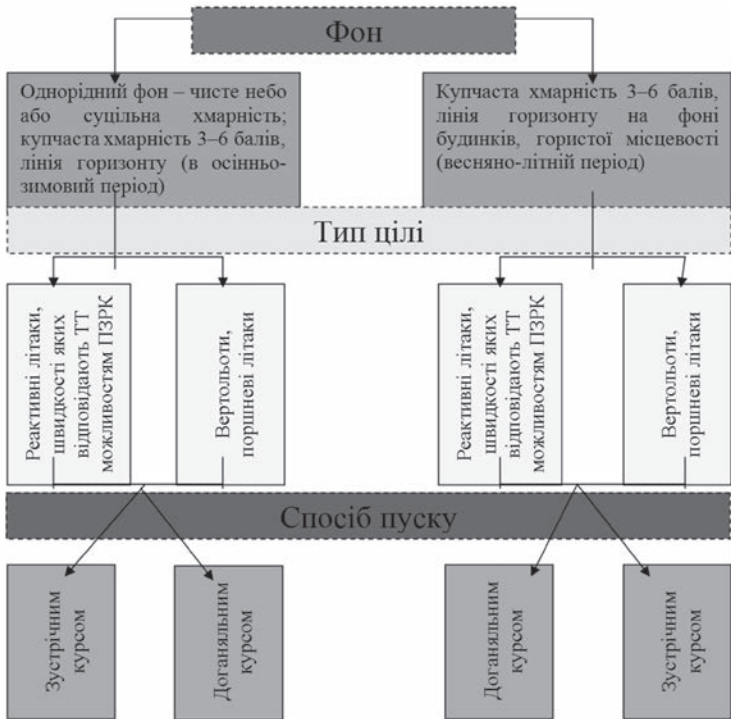 Фон
Однорідний фон – чисте небо
або суцільна хмарність;
купчаста хмарність 3–6 балів,
лінія горизонту (в осінньо-
зимовий період)
Купчаста хмарність 3–6 балів,
лінія горизонту на фоні
будинків, гористої місцевості
(весняно-літній період)
Тип цілі
Реактивні літаки,
швидкості яких
відповідають ТТ
можливостям ПЗРК
Вертольоти,
поршневі літаки
Реактивні літаки,
швидкості яких
відповідають ТТ
можливостям ПЗРК
Вертольоти,
поршневі літаки
Спосіб пуску
Зустрічним
курсом
Доганяльним
курсом
Доганяльним
курсом
Зустрічним
курсом